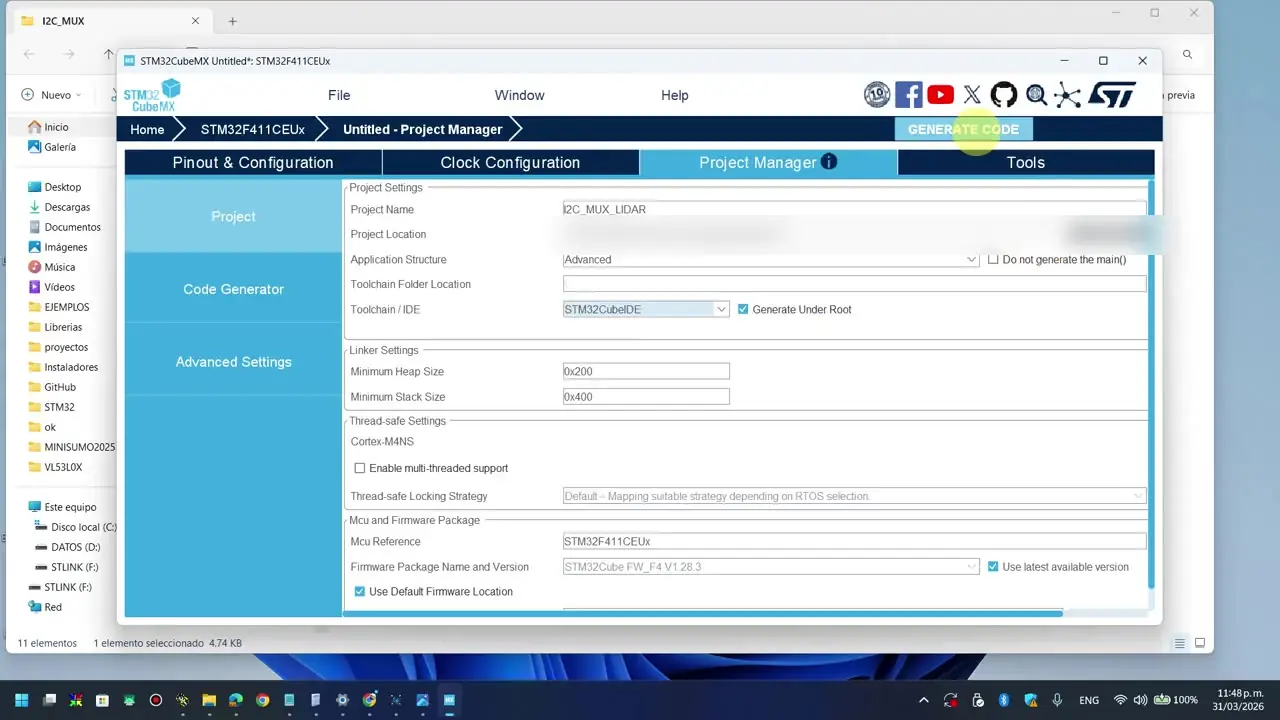 I2C_MUX
STM32CubeMX Untitled*: STM32F411CEUx
Nuevo
STM32
CubeMX
File
Window
Help
10
ST
a previa
Home
STM32F411CEUx
Untitled - Project Manager
GENERATE CODE
Inicio
Galería
Desktop
Descargas
Documentos
Imágenes
Música
Vídeos
EJEMPLOS
Librerias
proyectos
Instaladores
GitHub
STM32
ok
MINISUMO2025
VL53L0X
Este equipo
Disco local (C:)
DATOS (D:)
STLINK (F:)
STLINK (F:)
Red
Pinout & Configuration
Clock Configuration
Project Manager
Tools
Project
Code Generator
Advanced Settings
Project Settings
Project Name
I2C_MUX_LIDAR
Project Location
Application Structure
Advanced
Do not generate the main()
Toolchain Folder Location
Toolchain / IDE
STM32CubeIDE
Generate Under Root
Linker Settings
Minimum Heap Size
0x200
Minimum Stack Size
0x400
Thread-safe Settings
Cortex-M4NS
Enable multi-threaded support
Thread-safe Locking Strategy
Default – Mapping suitable strategy depending on RTOS selection.
Mcu and Firmware Package
Mcu Reference
STM32F411CEUx
Firmware Package Name and Version
STM32Cube FW_F4 V1.28.3
Use latest available version
Use Default Firmware Location
11 elementos
1 elemento seleccionado 4.74 KB
ENG
100%
11:48 p.m.
31/03/2026